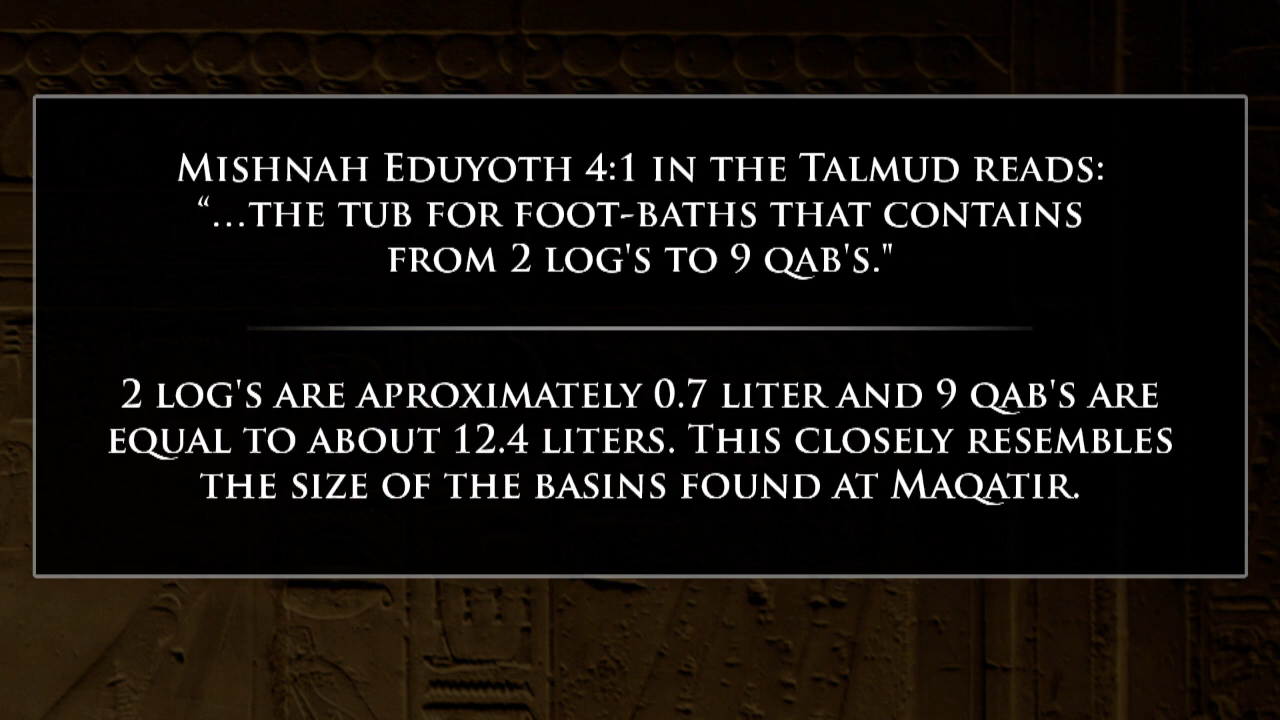 Mishnah Eduyoth 4:1 in the Talmud reads:
“...the tub for foot-baths that contains
from 2 log's to 9 qab's."
2 log's are aproximately 0.7 liter and 9 qab's are
equal to about 12.4 liters. This closely resembles
the size of the basins found at Maqatir.